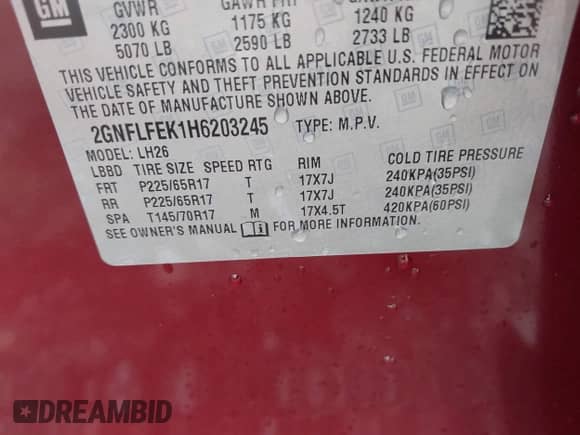 GM
GVWR GAWR FRT
2300 KG 1175 KG 1240 KG
5070 LB 2590 LB 2733 LB
THIS VEHICLE CONFORMS TO ALL APPLICABLE U.S. FEDERAL MOTOR
VEHICLE SAFETY AND THEFT PREVENTION STANDARDS IN EFFECT ON
THE DATE OF MANUFACTURE SHOWN ABOVE.
2GNFLFEK1H6203245 TYPE: M.P.V.
MODEL: LH26
LBBD TIRE SIZE SPEED RTG RIM COLD TIRE PRESSURE
FRT P225/65R17 T 17X7J 240KPA(35PSI)
RR P225/65R17 T 17X7J 240KPA(35PSI)
SPA T145/70R17 M 17X4.5T 420KPA(60PSI)
SEE OWNER'S MANUAL FOR MORE INFORMATION.
DREAMBID